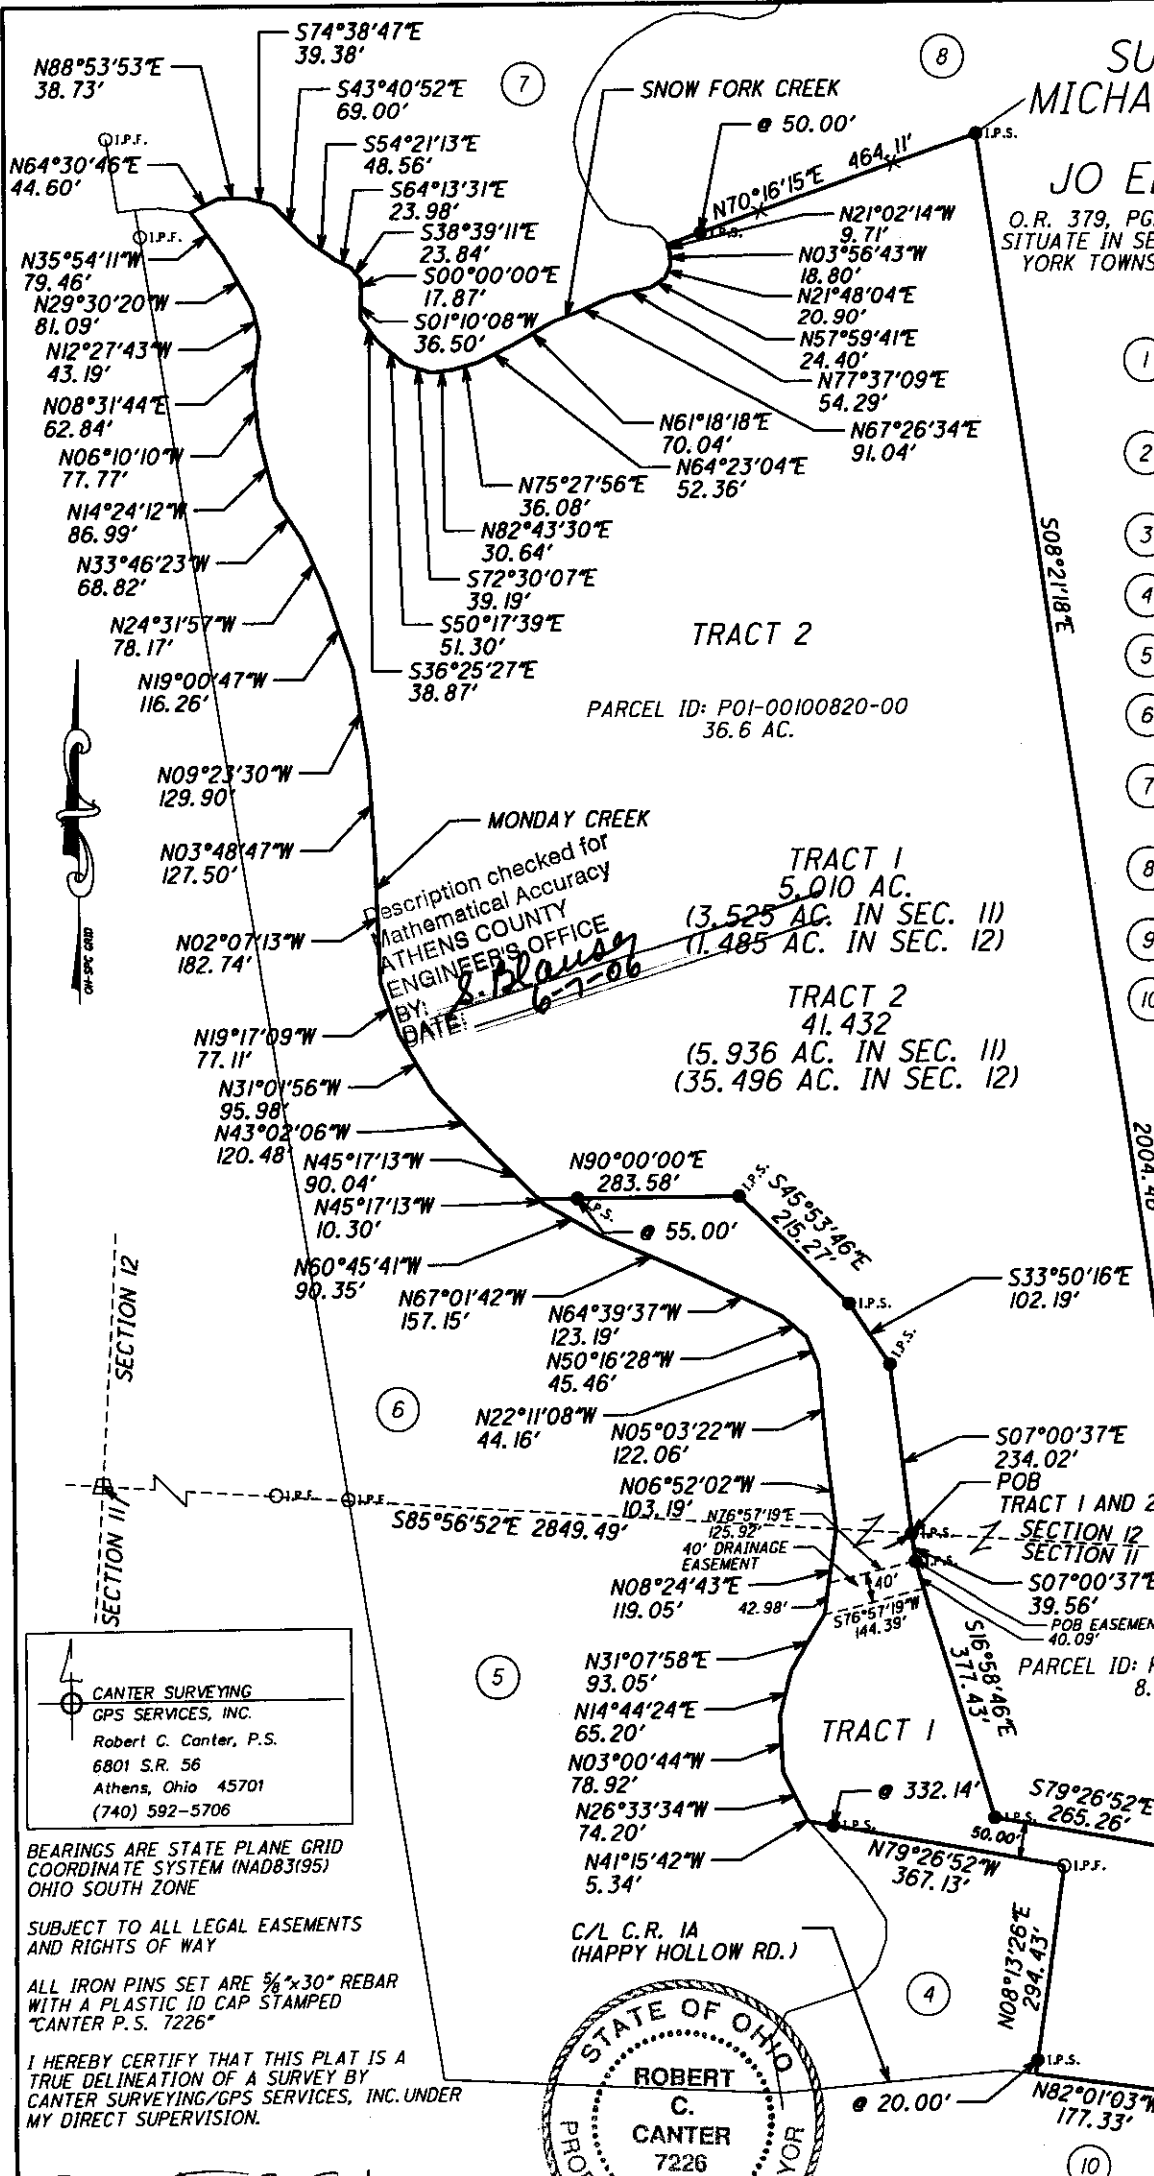 S74°38'47"E
39.38'
N88°53'53"E
38.73'
S43°40'52"E
69.00'
7
8
SNOW FORK CREEK
@ 50.00'
I.P.S.
I.P.F.
N64°30'46"E
44.60'
S54°21'13"E
48.56'
S64°13'31"E
23.98'
S38°39'11"E
23.84'
S00°00'00"E
17.87'
S01°10'08"W
36.50'
N70°16'15"E
464.11'
I.P.S.
JO
O.R. 379, PG.
SITUATE IN
YORK
N21°02'14"W
9.71'
N03°56'43"W
18.80'
N21°48'04"E
20.90'
N57°59'41"E
24.40'
N77°37'09"E
54.29'
N67°26'34"E
91.04'
I.P.F.
N35°54'11"W
79.46'
N29°30'20"W
81.09'
N12°27'43"W
43.19'
N08°31'44"E
62.84'
N06°10'10"W
77.77'
N14°24'12"W
86.99'
N33°46'23"W
68.82'
N24°31'57"W
78.17'
N19°00'47"W
116.26'
N09°23'30"W
129.90'
N03°48'47"W
127.50'
N02°07'13"W
182.74'
N19°17'09"W
77.11'
N31°01'56"W
95.98'
N43°02'06"W
120.48'
N45°17'13"W
90.04'
N45°17'13"W
10.30'
N60°45'41"W
90.35'
N67°01'42"W
157.15'
N64°39'37"W
123.19'
N50°16'28"W
45.46'
N22°11'08"W
44.16'
N05°03'22"W
122.06'
N06°52'02"W
103.19'
N61°18'18"E
70.04'
N64°23'04"E
52.36'
N75°27'56"E
36.08'
N82°43'30"E
30.64'
S72°30'07"E
39.19'
S50°17'39"E
51.30'
S36°25'27"E
38.87'
1
2
3
4
5
6
7
8
9
10
S08°21'18"E
TRACT 2
PARCEL ID: P01-00100820-00
36.6 AC.
MONDAY CREEK
OH-SPC GRID
Description checked for
Mathematical Accuracy
ATHENS COUNTY
ENGINEER'S OFFICE
BY: S. Blauser
DATE: 6-7-06
TRACT 1
5.010 AC.
(3.525 AC. IN SEC. 11)
(1.485 AC. IN SEC. 12)
TRACT 2
41.432
(5.936 AC. IN SEC. 11)
(35.496 AC. IN SEC. 12)
N90°00'00"E
283.58'
I.P.S.
@ 55.00'
I.P.S.
S45°53'46"E
215.27'
I.P.S.
S33°50'16"E
102.19'
I.P.S.
SECTION 12
SECTION 11
6
I.P.F.
I.P.F.
S85°56'52"E 2849.49'
S07°00'37"E
234.02'
POB
TRACT 1 AND 2
I.P.S.
SECTION 12
SECTION 11
I.P.S.
S07°00'37"E
39.56'
POB
40.09'
N76°57'19"E
125.92'
40' DRAINAGE
EASEMENT
40'
S76°57'19"W
144.39'
N08°24'43"E
119.05'
42.98'
N31°07'58"E
93.05'
N14°44'24"E
65.20'
N03°00'44"W
78.92'
N26°33'34"W
74.20'
N41°15'42"W
5.34'
5
TRACT 1
S16°58'46"E
377.43'
PARCEL ID:
@ 332.14'
I.P.S.
I.P.S.
S79°26'52"E
265.26'
50.00'
I.P.F.
N79°26'52"W
367.13'
CANTER SURVEYING
GPS SERVICES, INC.
Robert C. Canter, P.S.
6801 S.R. 56
Athens, Ohio 45701
(740) 592-5706
BEARINGS ARE STATE PLANE GRID
COORDINATE SYSTEM (NAD83(95)
OHIO SOUTH ZONE
SUBJECT TO ALL LEGAL EASEMENTS
AND RIGHTS OF WAY
ALL IRON PINS SET ARE 5/8"x30" REBAR
WITH A PLASTIC ID CAP STAMPED
"CANTER P.S. 7226"
I HEREBY CERTIFY THAT THIS PLAT IS A
TRUE DELINEATION OF A SURVEY BY
CANTER SURVEYING/GPS SERVICES, INC. UNDER
MY DIRECT SUPERVISION.
C/L C.R. 1A
(HAPPY HOLLOW RD.)
4
N08°13'26"E
294.43'
I.P.S.
@ 20.00'
N82°01'03"W
177.33'
10
STATE OF OHIO
ROBERT
C.
CANTER
7226